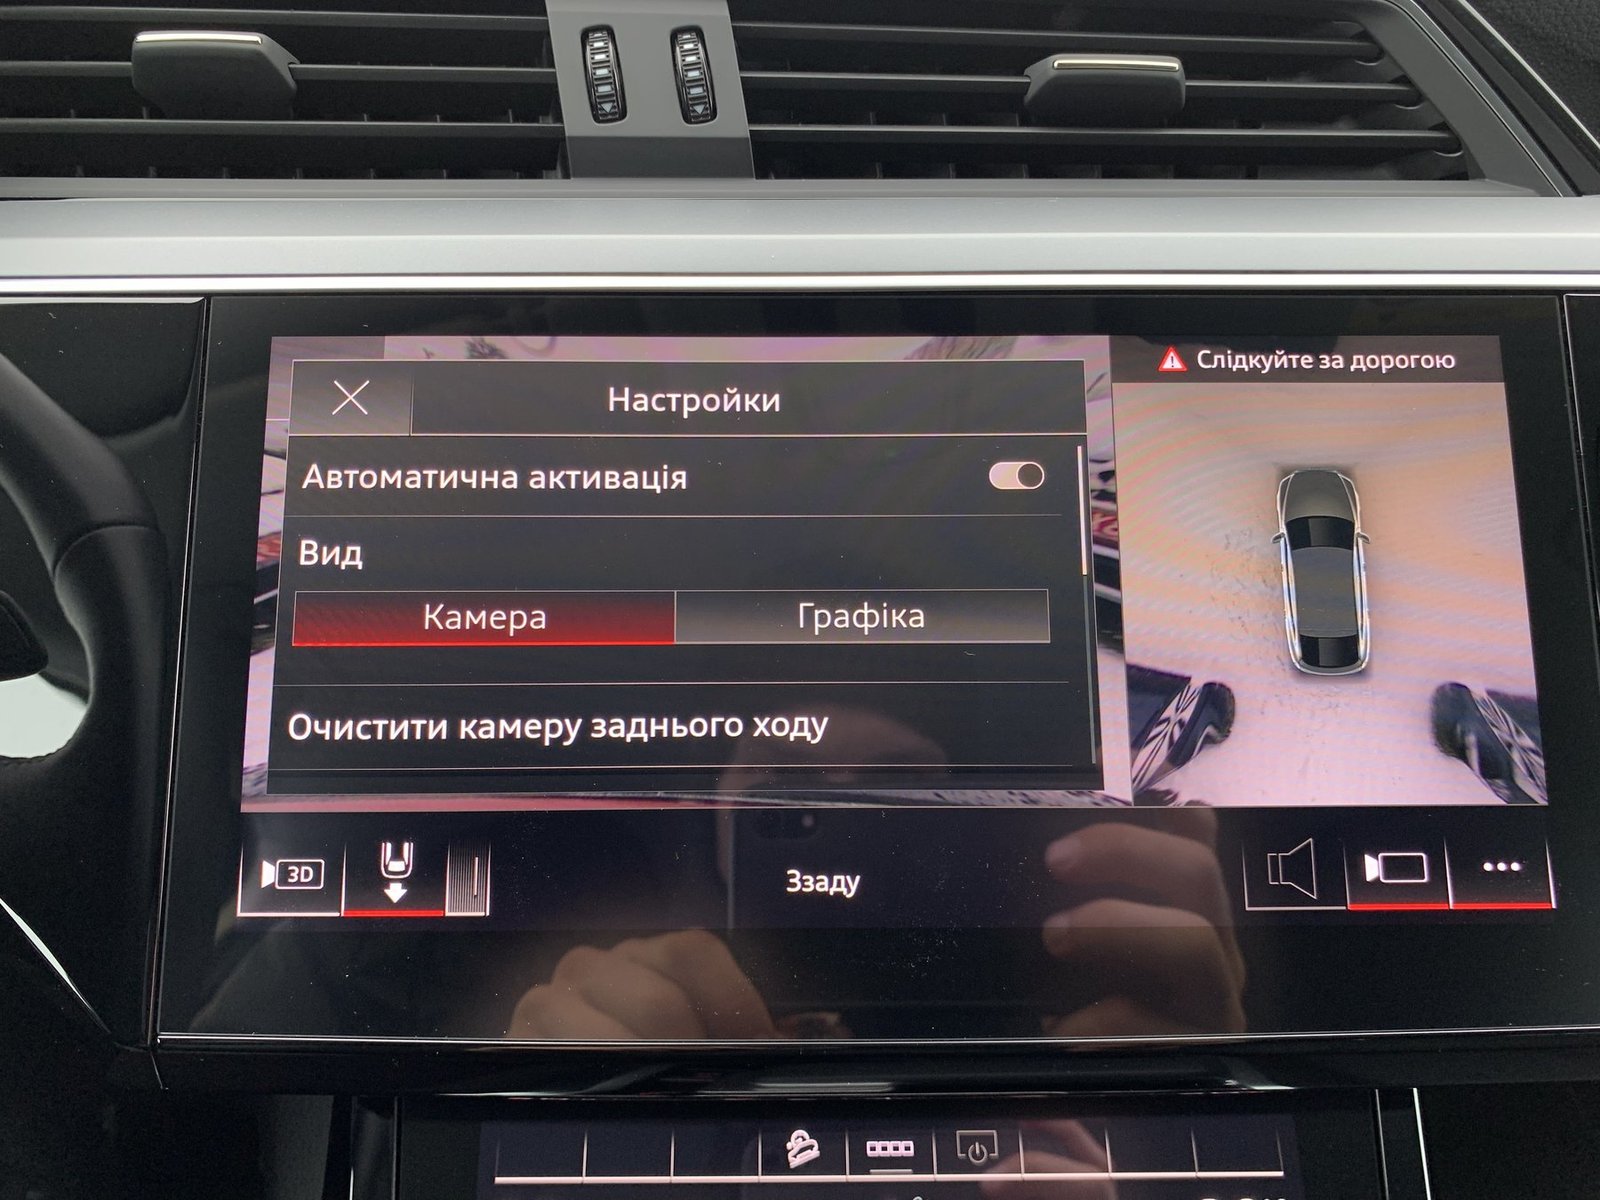 Слідкуйте за дорогою
Настройки
Автоматична активація
Вид
Камера Графіка
Очистити камеру заднього ходу
3D
Ззаду